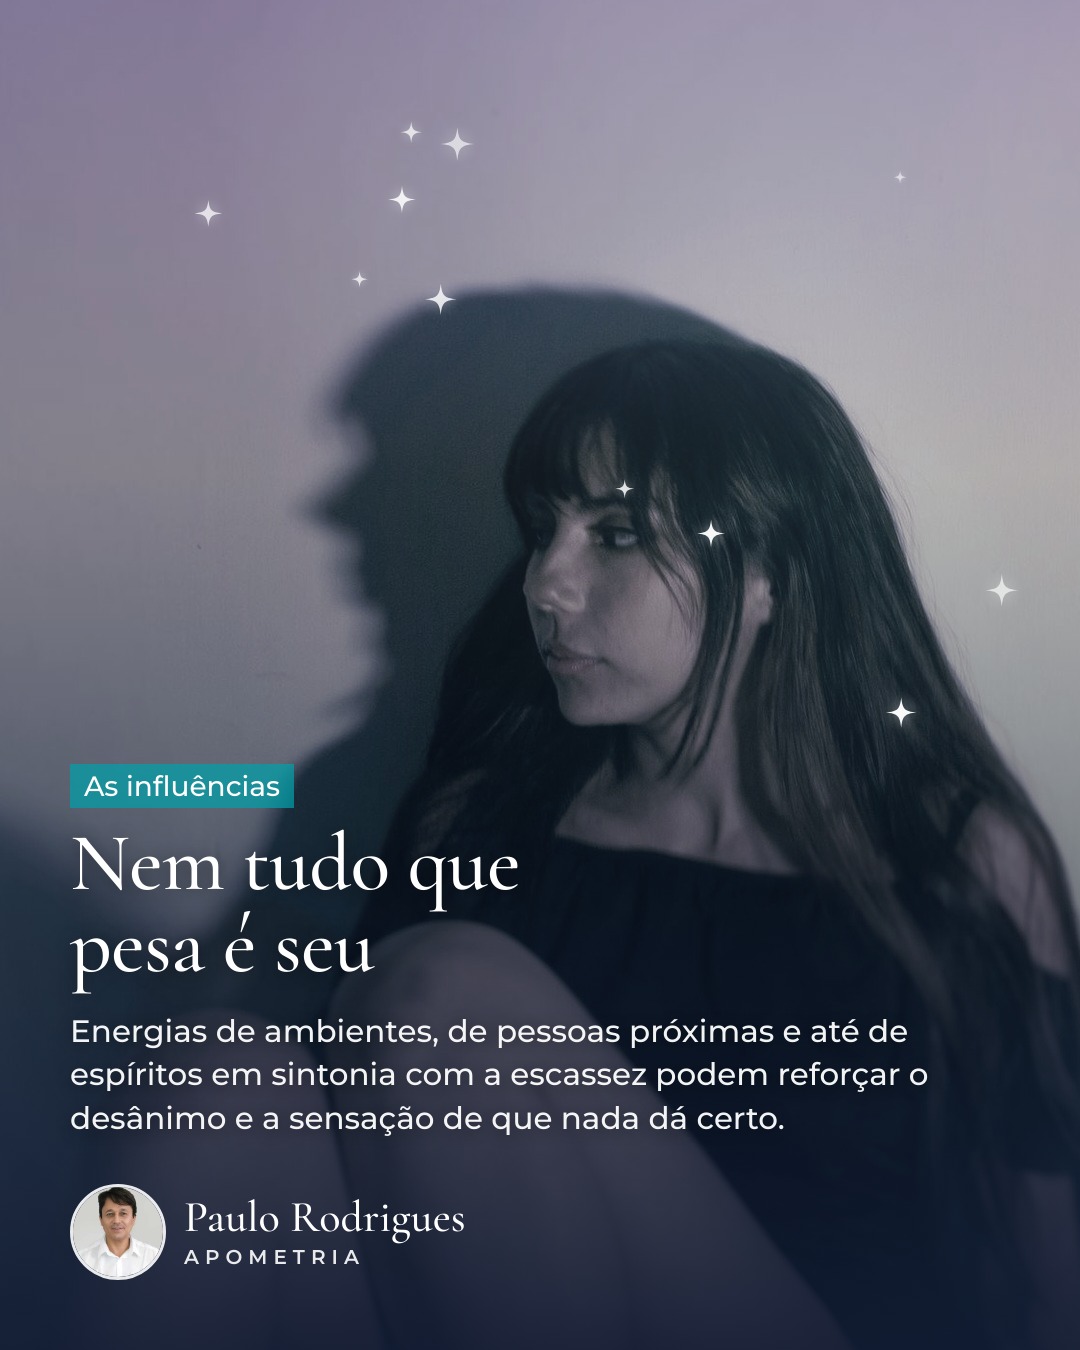 As influências
Nem tudo que
pesa é seu
Energias de ambientes, de pessoas próximas e até de
espíritos em sintonia com a escassez podem reforçar o
desânimo e a sensação de que nada dá certo.
Paulo Rodrigues
APOMETRIA